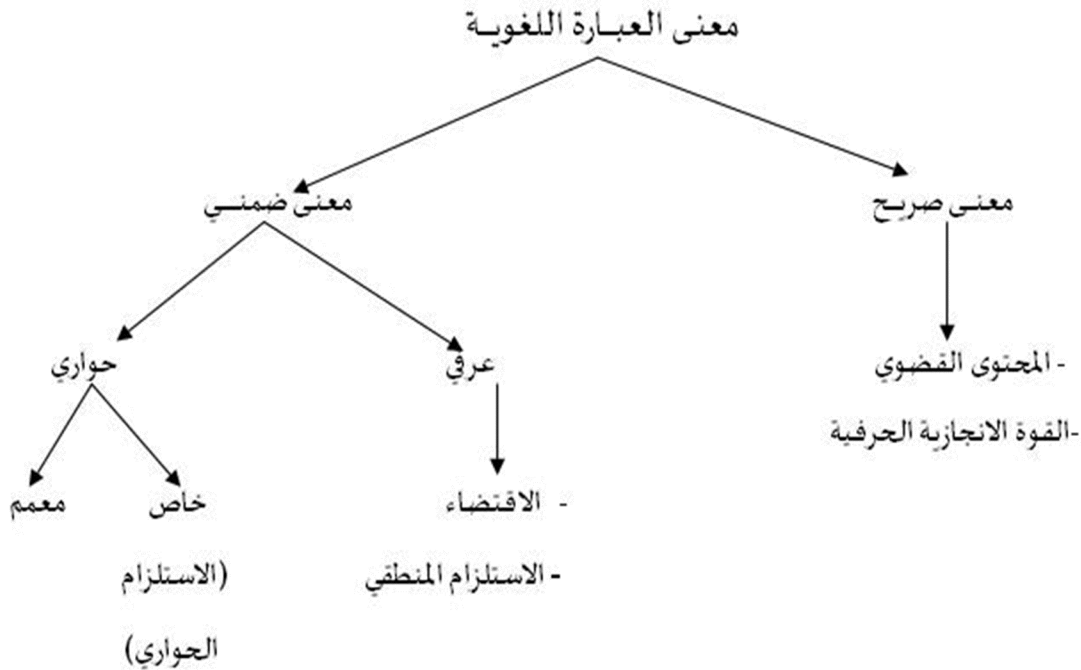 معنى العبارة اللغوية
معنى صريح
معنى ضمني
- المحتوى القضوي
عرفي
حواري
-القوة الانجازية الحرفية
- الاقتضاء
خاص
معمم
- الاستلزام المنطقي
(الاستلزام
الحواري)